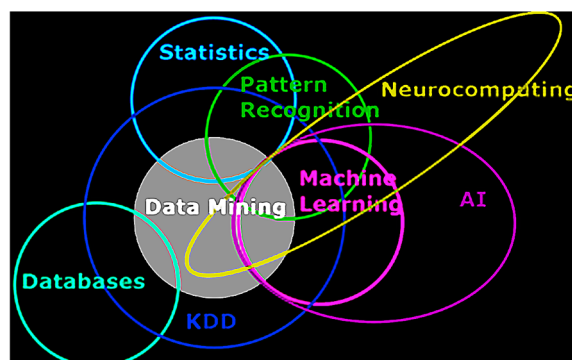 Statistics
Pattern
Recognition
Neurocomputing
Machine
Learning
AI
Data Mining
Databases
KDD